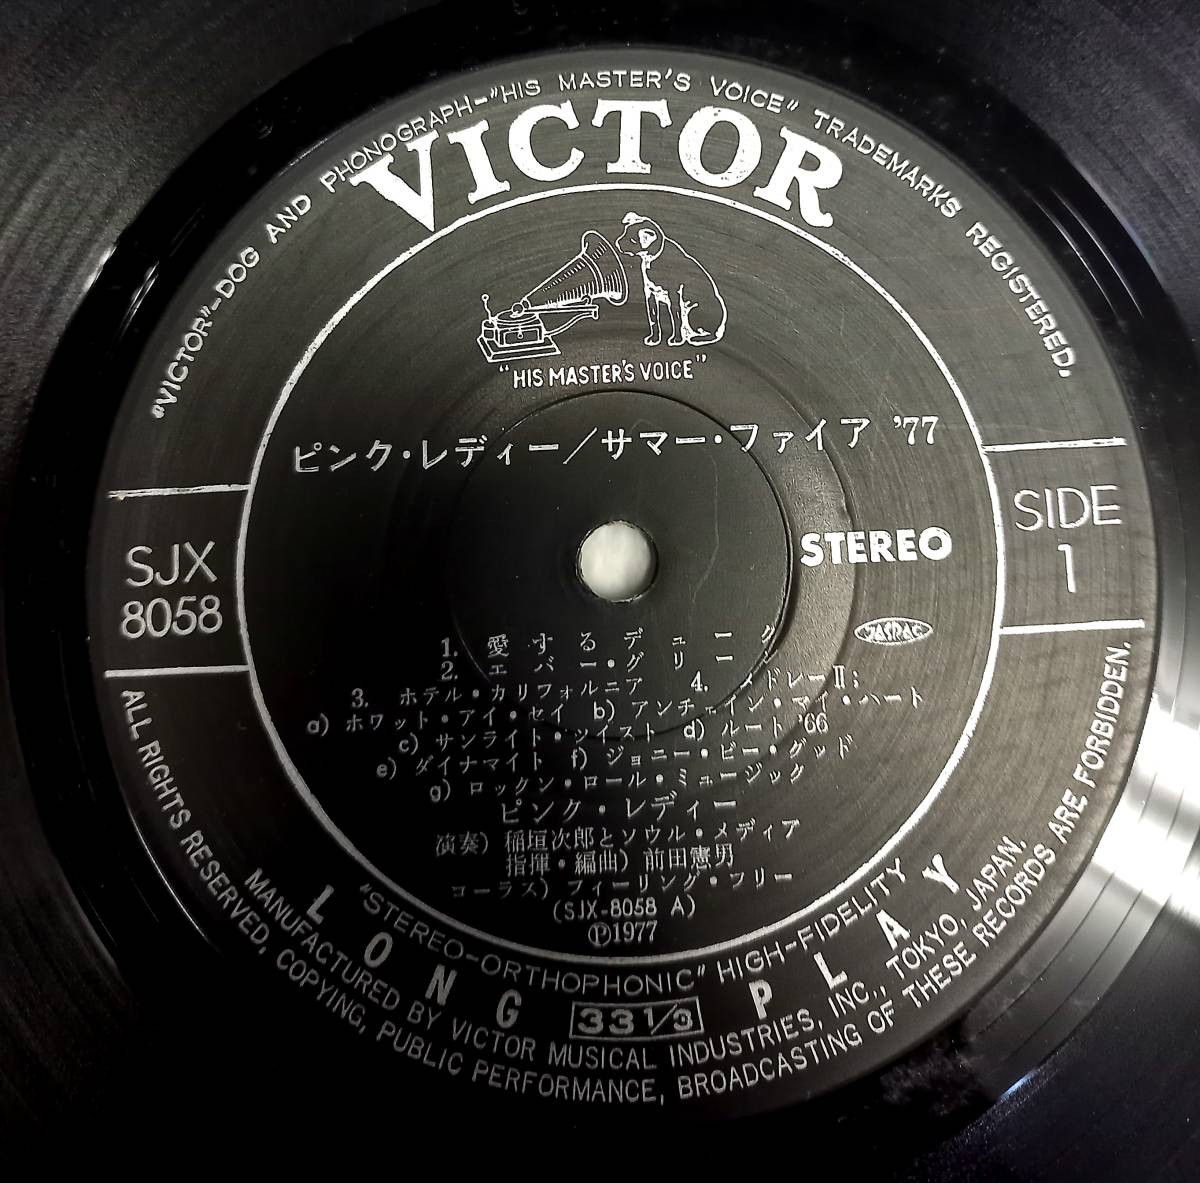 "VICTOR"-DOG AND PHONOGRAPH-"HIS MASTER'S VOICE" TRADEMARKS REGISTERED.
VICTOR
"HIS MASTER'S VOICE"
ピンク・レディー/サマー・ファイア '77
SJX
8058
STEREO
SIDE
1
JASRAC
1. 愛するデューク
2. エバー・グリーン
3. ホテル・カリフォルニア 4. メドレーII:
a) ホワット・アイ・セイ b) アンチェイン・マイ・ハート
c) サンライト・ツイスト d) ルート '66
e) ダイナマイト f) ジョニー・ビー・グッド
g) ロックン・ロール・ミュージック
ピンク・レディー
演奏) 稲垣次郎とソウル・メディア
指揮・編曲) 前田憲男
コーラス) フィーリング・フリー
(SJX-8058 A)
Ⓟ1977
"STEREO-ORTHOPHONIC" HIGH-FIDELITY
LONG 33 1/3 PLAY
MANUFACTURED BY VICTOR MUSICAL INDUSTRIES, INC., TOKYO, JAPAN.
ALL RIGHTS RESERVED, COPYING, PUBLIC PERFORMANCE, BROADCASTING OF THESE RECORDS ARE FORBIDDEN.